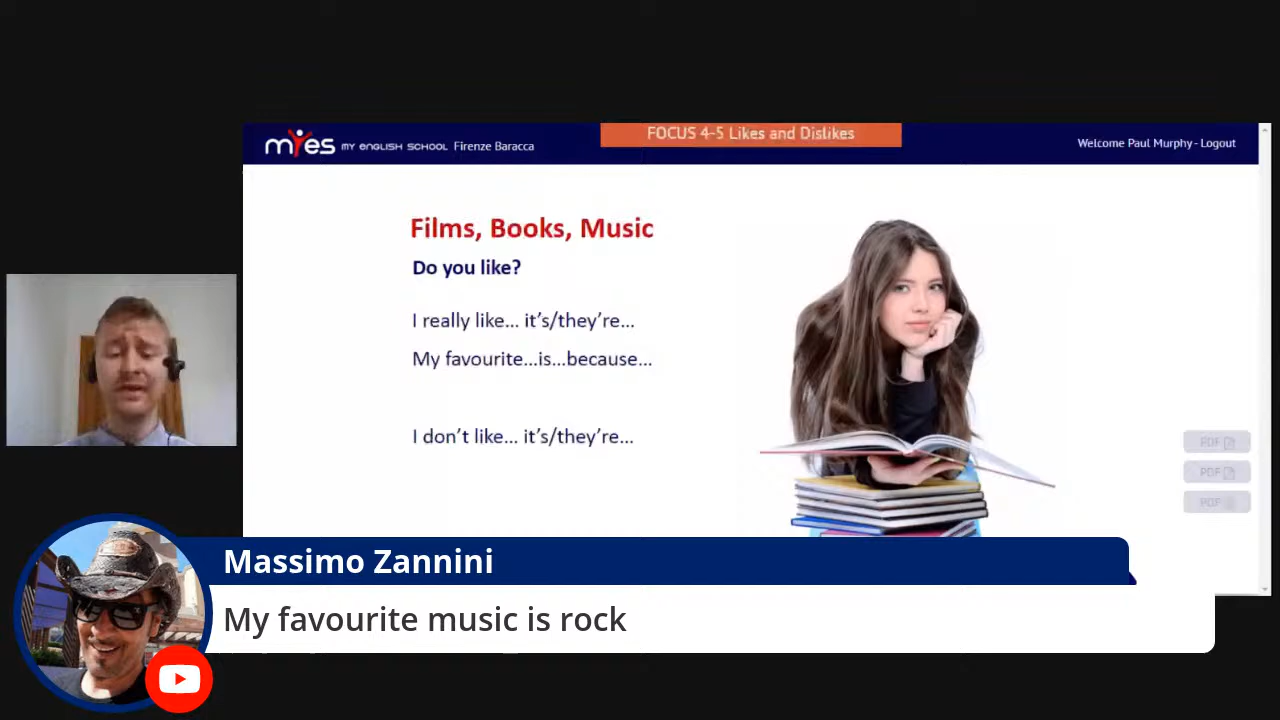 myes MY ENGLISH SCHOOL Firenze Baracca
FOCUS 4-5 Likes and Dislikes
Welcome Paul Murphy - Logout
Films, Books, Music
Do you like?
I really like... it's/they're...
My favourite...is...because...
I don't like... it's/they're...
PDF
PDF
PDF
Massimo Zannini
My favourite music is rock